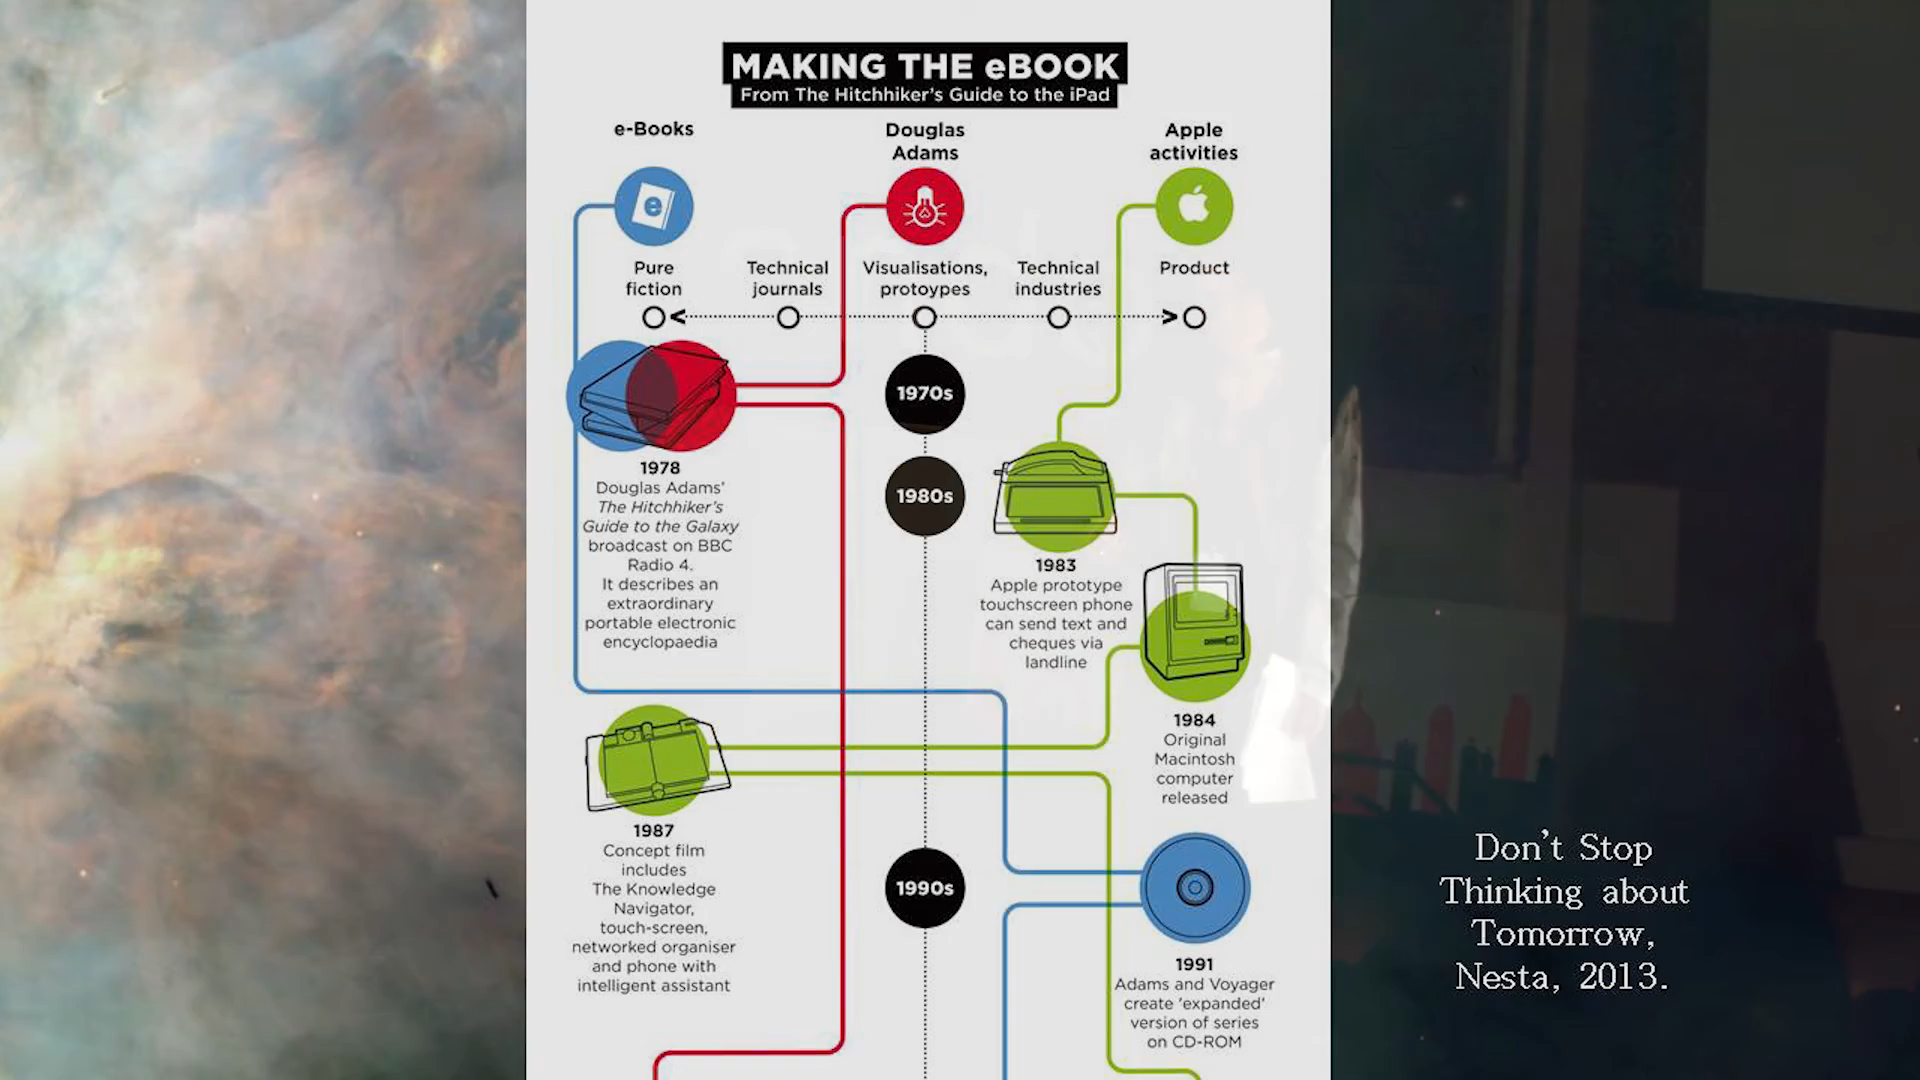 MAKING THE eBOOK
From The Hitchhiker's Guide to the iPad
e-Books
Douglas
Adams
Apple
activities
e
Pure
fiction
Technical
journals
Visualisations,
protoypes
Technical
industries
Product
1970s
1978
Douglas Adams'
The Hitchhiker's
Guide to the Galaxy
broadcast on BBC
Radio 4.
It describes an
extraordinary
portable electronic
encyclopaedia
1980s
1983
Apple prototype
touchscreen phone
can send text and
cheques via
landline
1984
Original
Macintosh
computer
released
1987
Concept film
includes
The Knowledge
Navigator,
touch-screen,
networked organiser
and phone with
intelligent assistant
1990s
1991
Adams and Voyager
create 'expanded'
version of series
on CD-ROM
Don't Stop
Thinking about
Tomorrow,
Nesta, 2013.